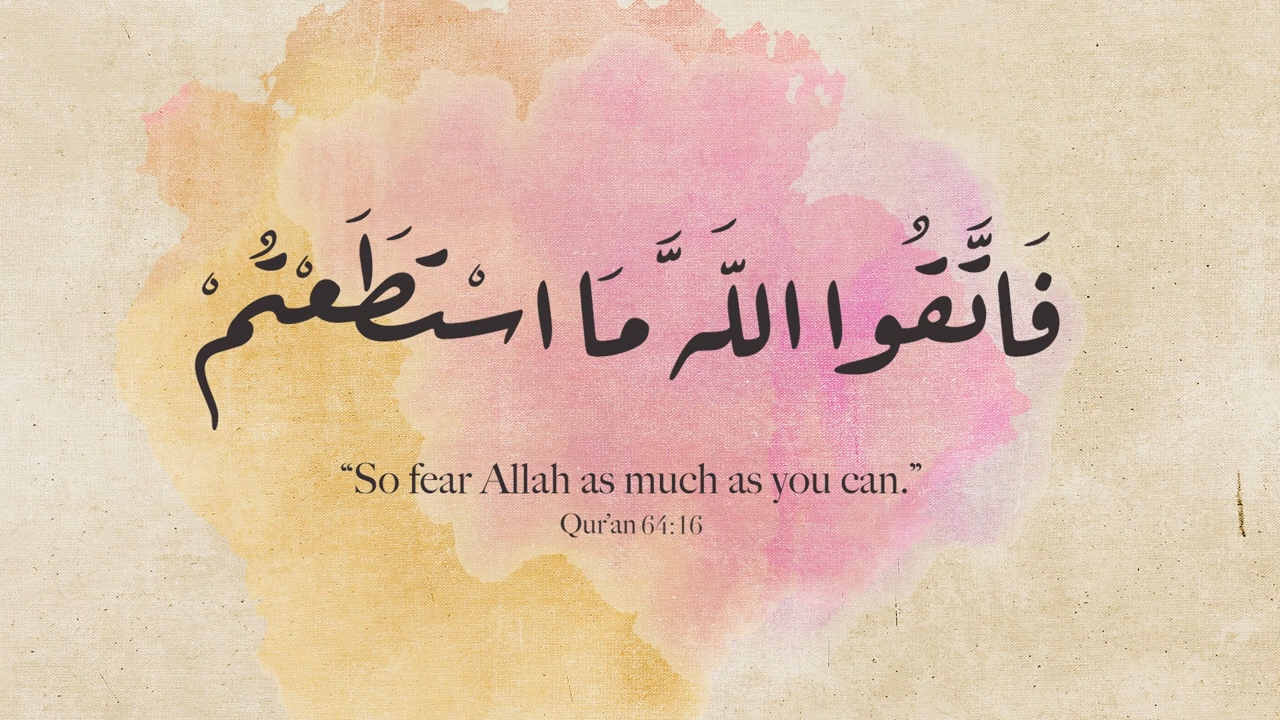 فَاتَّقُوا اللَّهَ مَا اسْتَطَعْتُمْ
“So fear Allah as much as you can.”
Qur’an 64:16